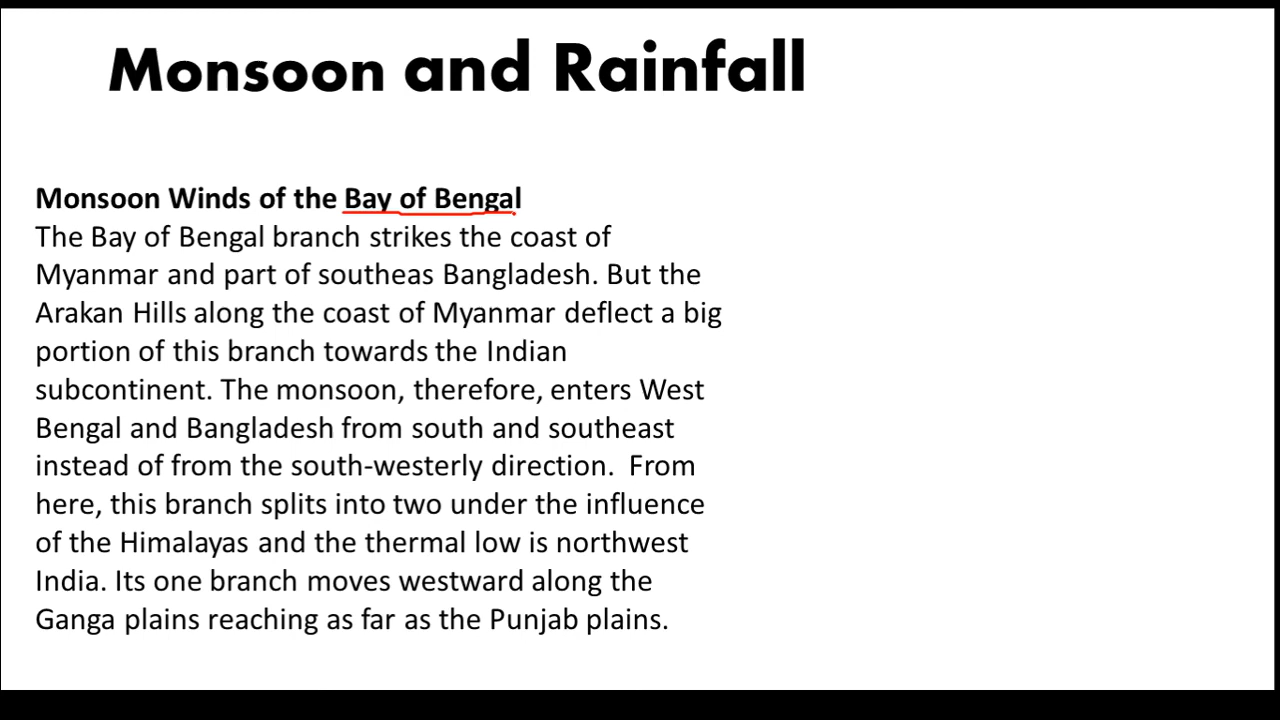 Monsoon and Rainfall
Monsoon Winds of the Bay of Bengal
The Bay of Bengal branch strikes the coast of
Myanmar and part of southeas Bangladesh. But the
Arakan Hills along the coast of Myanmar deflect a big
portion of this branch towards the Indian
subcontinent. The monsoon, therefore, enters West
Bengal and Bangladesh from south and southeast
instead of from the south-westerly direction.  From
here, this branch splits into two under the influence
of the Himalayas and the thermal low is northwest
India. Its one branch moves westward along the
Ganga plains reaching as far as the Punjab plains.